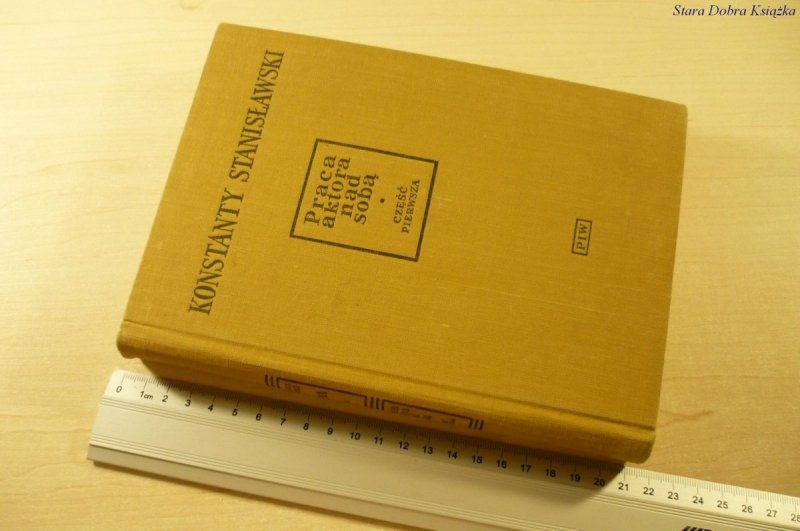 Stara Dobra Książka
KONSTANTY STANISŁAWSKI
Praca
aktora
nad
sobą
•
CZĘŚĆ
PIERWSZA
PIW
0 1cm 2 3 4 5 6 7 8 9 10 11 12 13 14 15 16 17 18 19 20 21 22 23 24 25 26 27 28